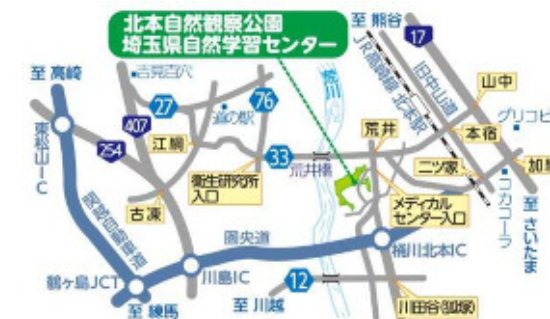 北本自然観察公園
埼玉県自然学習センター
至 熊谷
17
至 高崎
吉見百穴
荒川
JR高崎線 北本駅
旧中山道
山中
27
76
道の駅
グリコピ
東松山IC
407
254
江綱
33
荒井橋
荒井
本宿
二ツ家
加
衛生研究所
入口
古凍
関越自動車道
メディカル
センター入口
コカコーラ
至 さいたま
圏央道
桶川北本IC
鶴ヶ島JCT
川島IC
12
至 川越
至 練馬
川田谷(狐塚)